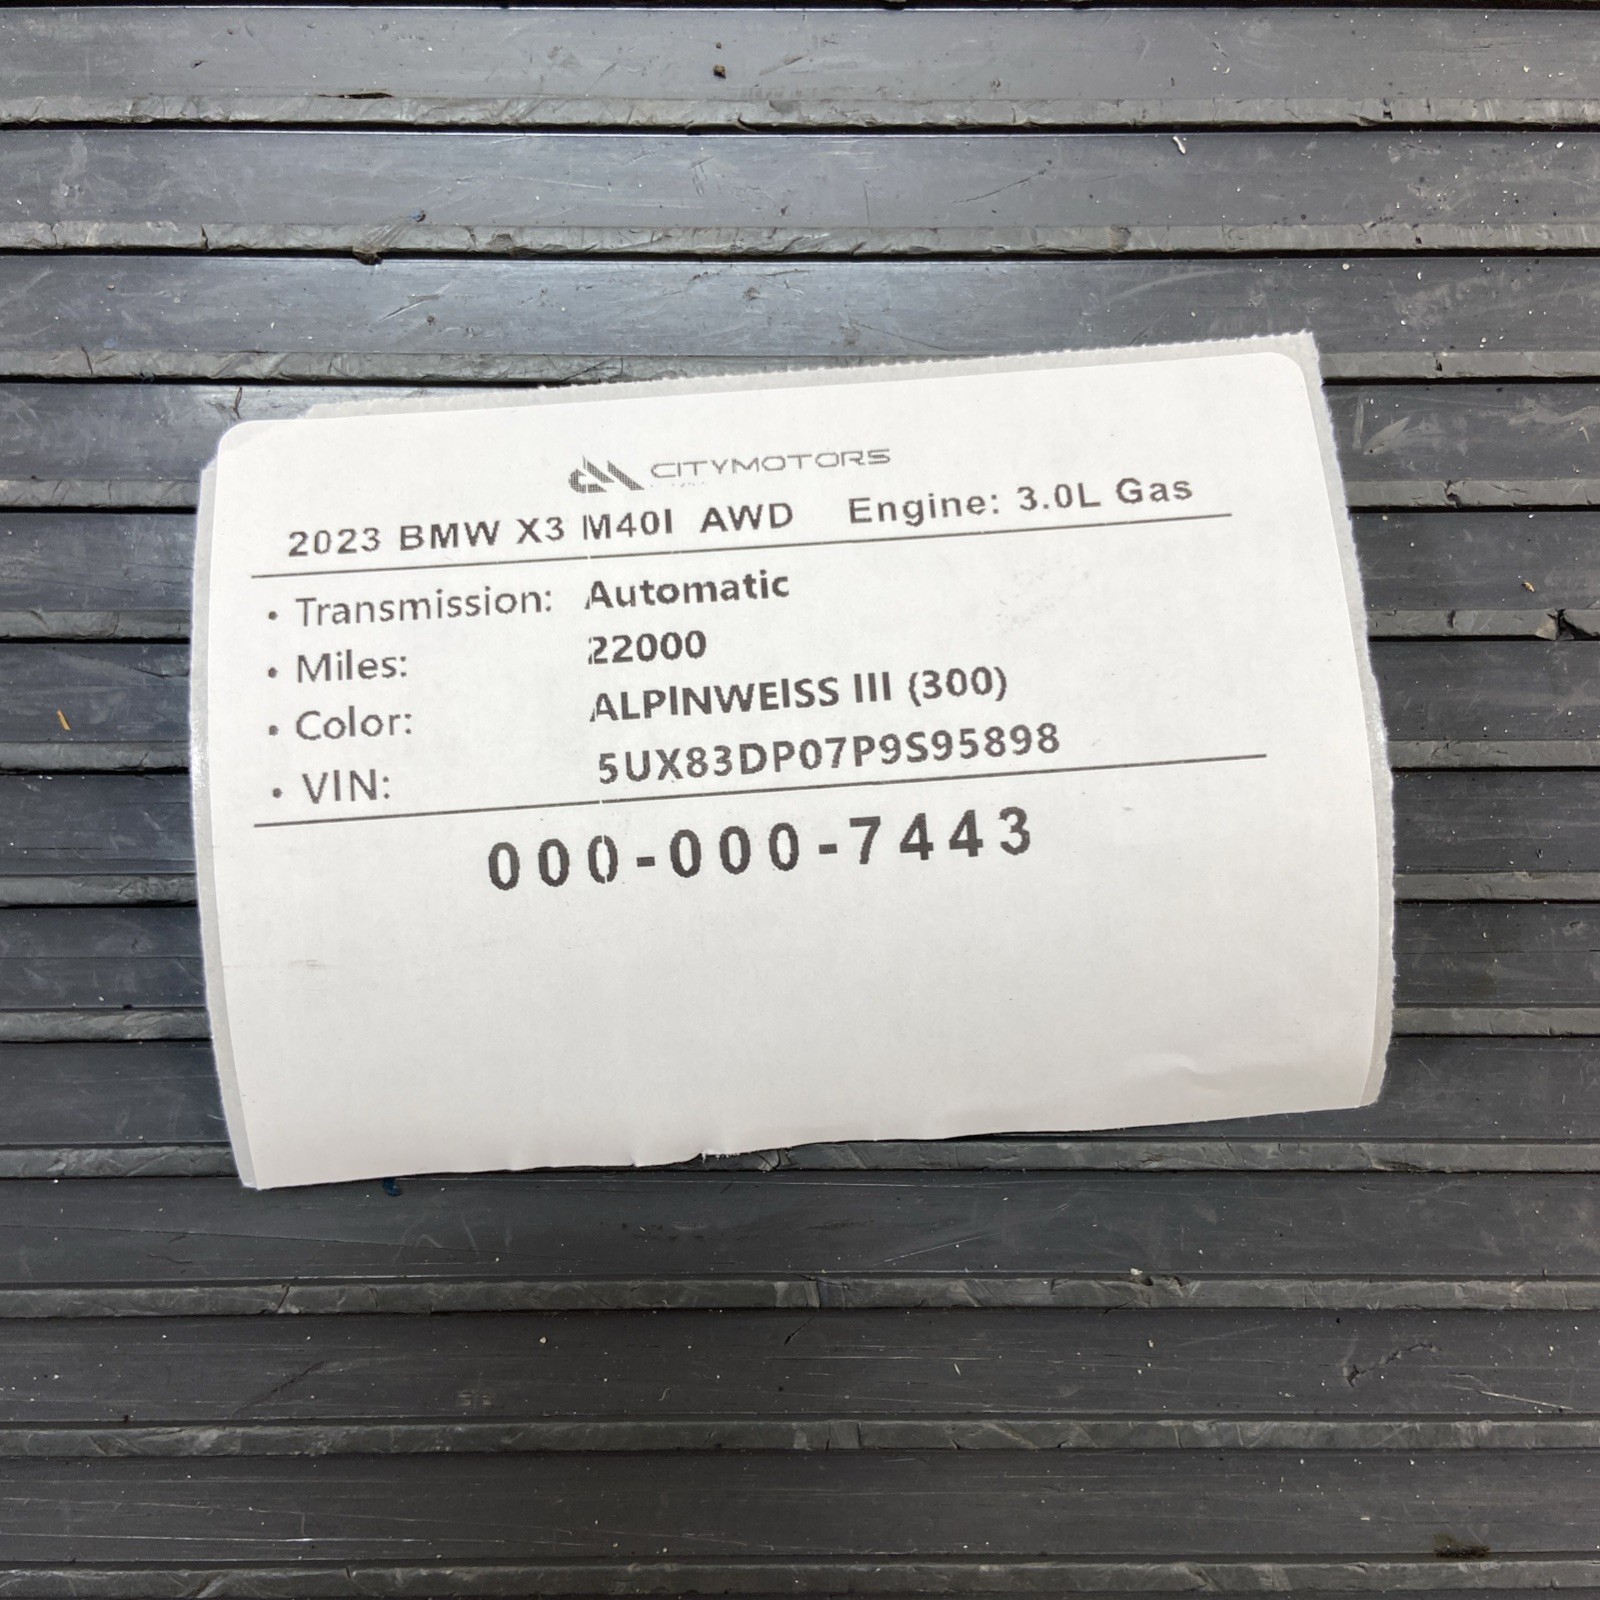 CITYMOTORS
2023 BMW X3 M40I AWD Engine: 3.0L Gas
• Transmission: Automatic
• Miles: 22000
• Color: ALPINWEISS III (300)
• VIN: 5UX83DP07P9S95898
000-000-7443